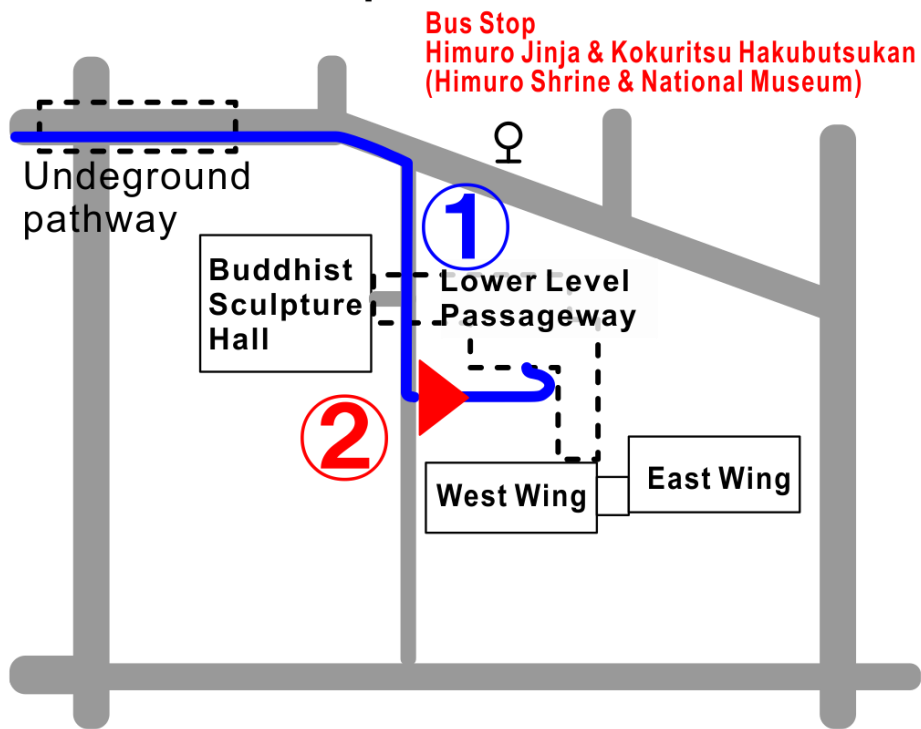 Bus Stop
Himuro Jinja & Kokuritsu Hakubutsukan
(Himuro Shrine & National Museum)
Undeground
pathway
1
Buddhist
Sculpture
Hall
Lower Level
Passageway
2
West Wing
East Wing